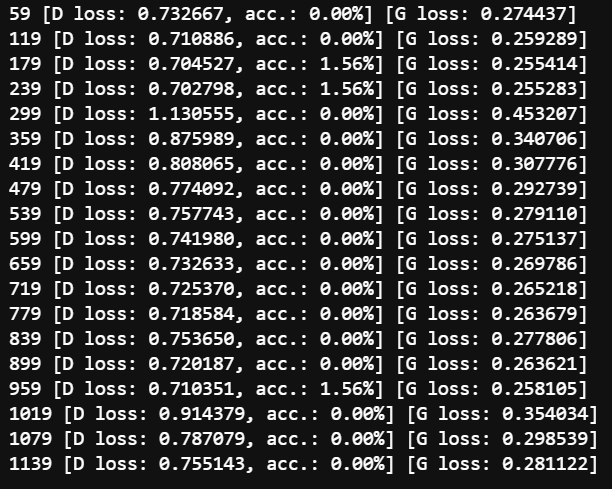 59 [D loss: 0.732667, acc.: 0.00%] [G loss: 0.274437]
119 [D loss: 0.710886, acc.: 0.00%] [G loss: 0.259289]
179 [D loss: 0.704527, acc.: 1.56%] [G loss: 0.255414]
239 [D loss: 0.702798, acc.: 1.56%] [G loss: 0.255283]
299 [D loss: 1.130555, acc.: 0.00%] [G loss: 0.453207]
359 [D loss: 0.875989, acc.: 0.00%] [G loss: 0.340706]
419 [D loss: 0.808065, acc.: 0.00%] [G loss: 0.307776]
479 [D loss: 0.774092, acc.: 0.00%] [G loss: 0.292739]
539 [D loss: 0.757743, acc.: 0.00%] [G loss: 0.279110]
599 [D loss: 0.741980, acc.: 0.00%] [G loss: 0.275137]
659 [D loss: 0.732633, acc.: 0.00%] [G loss: 0.269786]
719 [D loss: 0.725370, acc.: 0.00%] [G loss: 0.265218]
779 [D loss: 0.718584, acc.: 0.00%] [G loss: 0.263679]
839 [D loss: 0.753650, acc.: 0.00%] [G loss: 0.277806]
899 [D loss: 0.720187, acc.: 0.00%] [G loss: 0.263621]
959 [D loss: 0.710351, acc.: 1.56%] [G loss: 0.258105]
1019 [D loss: 0.914379, acc.: 0.00%] [G loss: 0.354034]
1079 [D loss: 0.787079, acc.: 0.00%] [G loss: 0.298539]
1139 [D loss: 0.755143, acc.: 0.00%] [G loss: 0.281122]